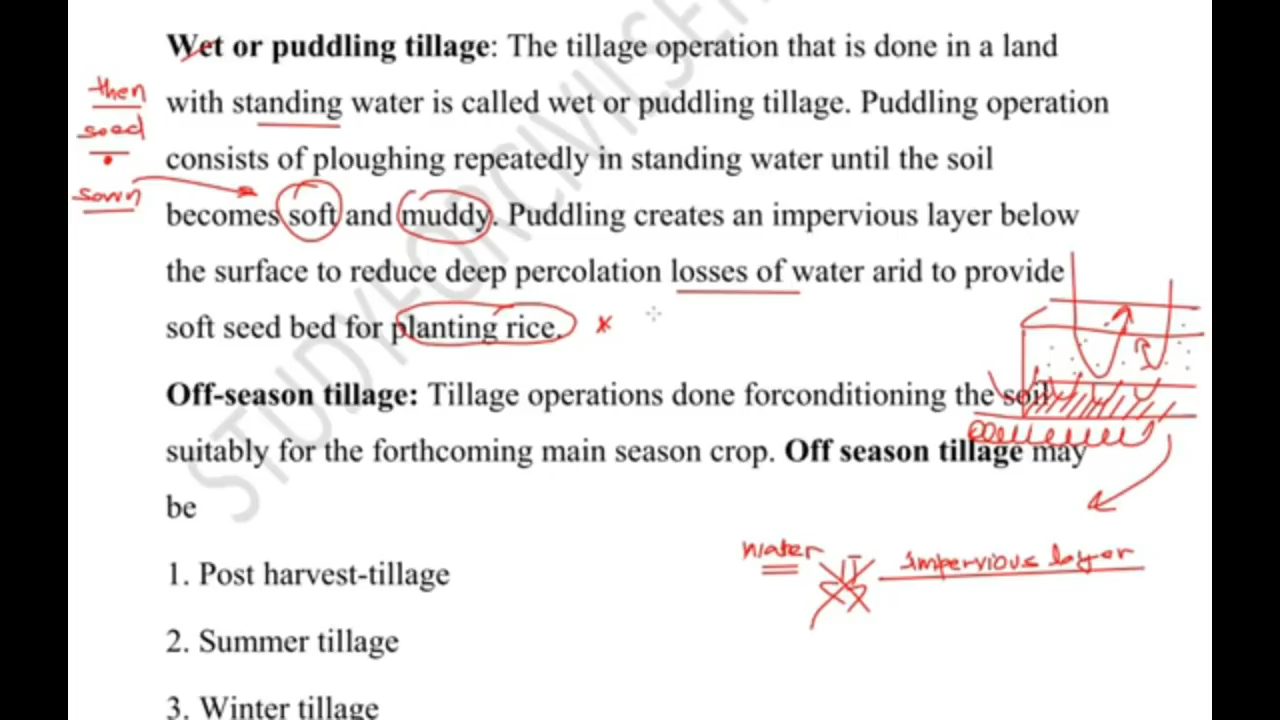 Wet or puddling tillage: The tillage operation that is done in a land
with standing water is called wet or puddling tillage. Puddling operation
consists of ploughing repeatedly in standing water until the soil
becomes soft and muddy. Puddling creates an impervious layer below
the surface to reduce deep percolation losses of water arid to provide
soft seed bed for planting rice.
then
seed
sown
Off-season tillage: Tillage operations done forconditioning the soil
suitably for the forthcoming main season crop. Off season tillage may
be
water
impervious layer
1. Post harvest-tillage
2. Summer tillage
3. Winter tillage